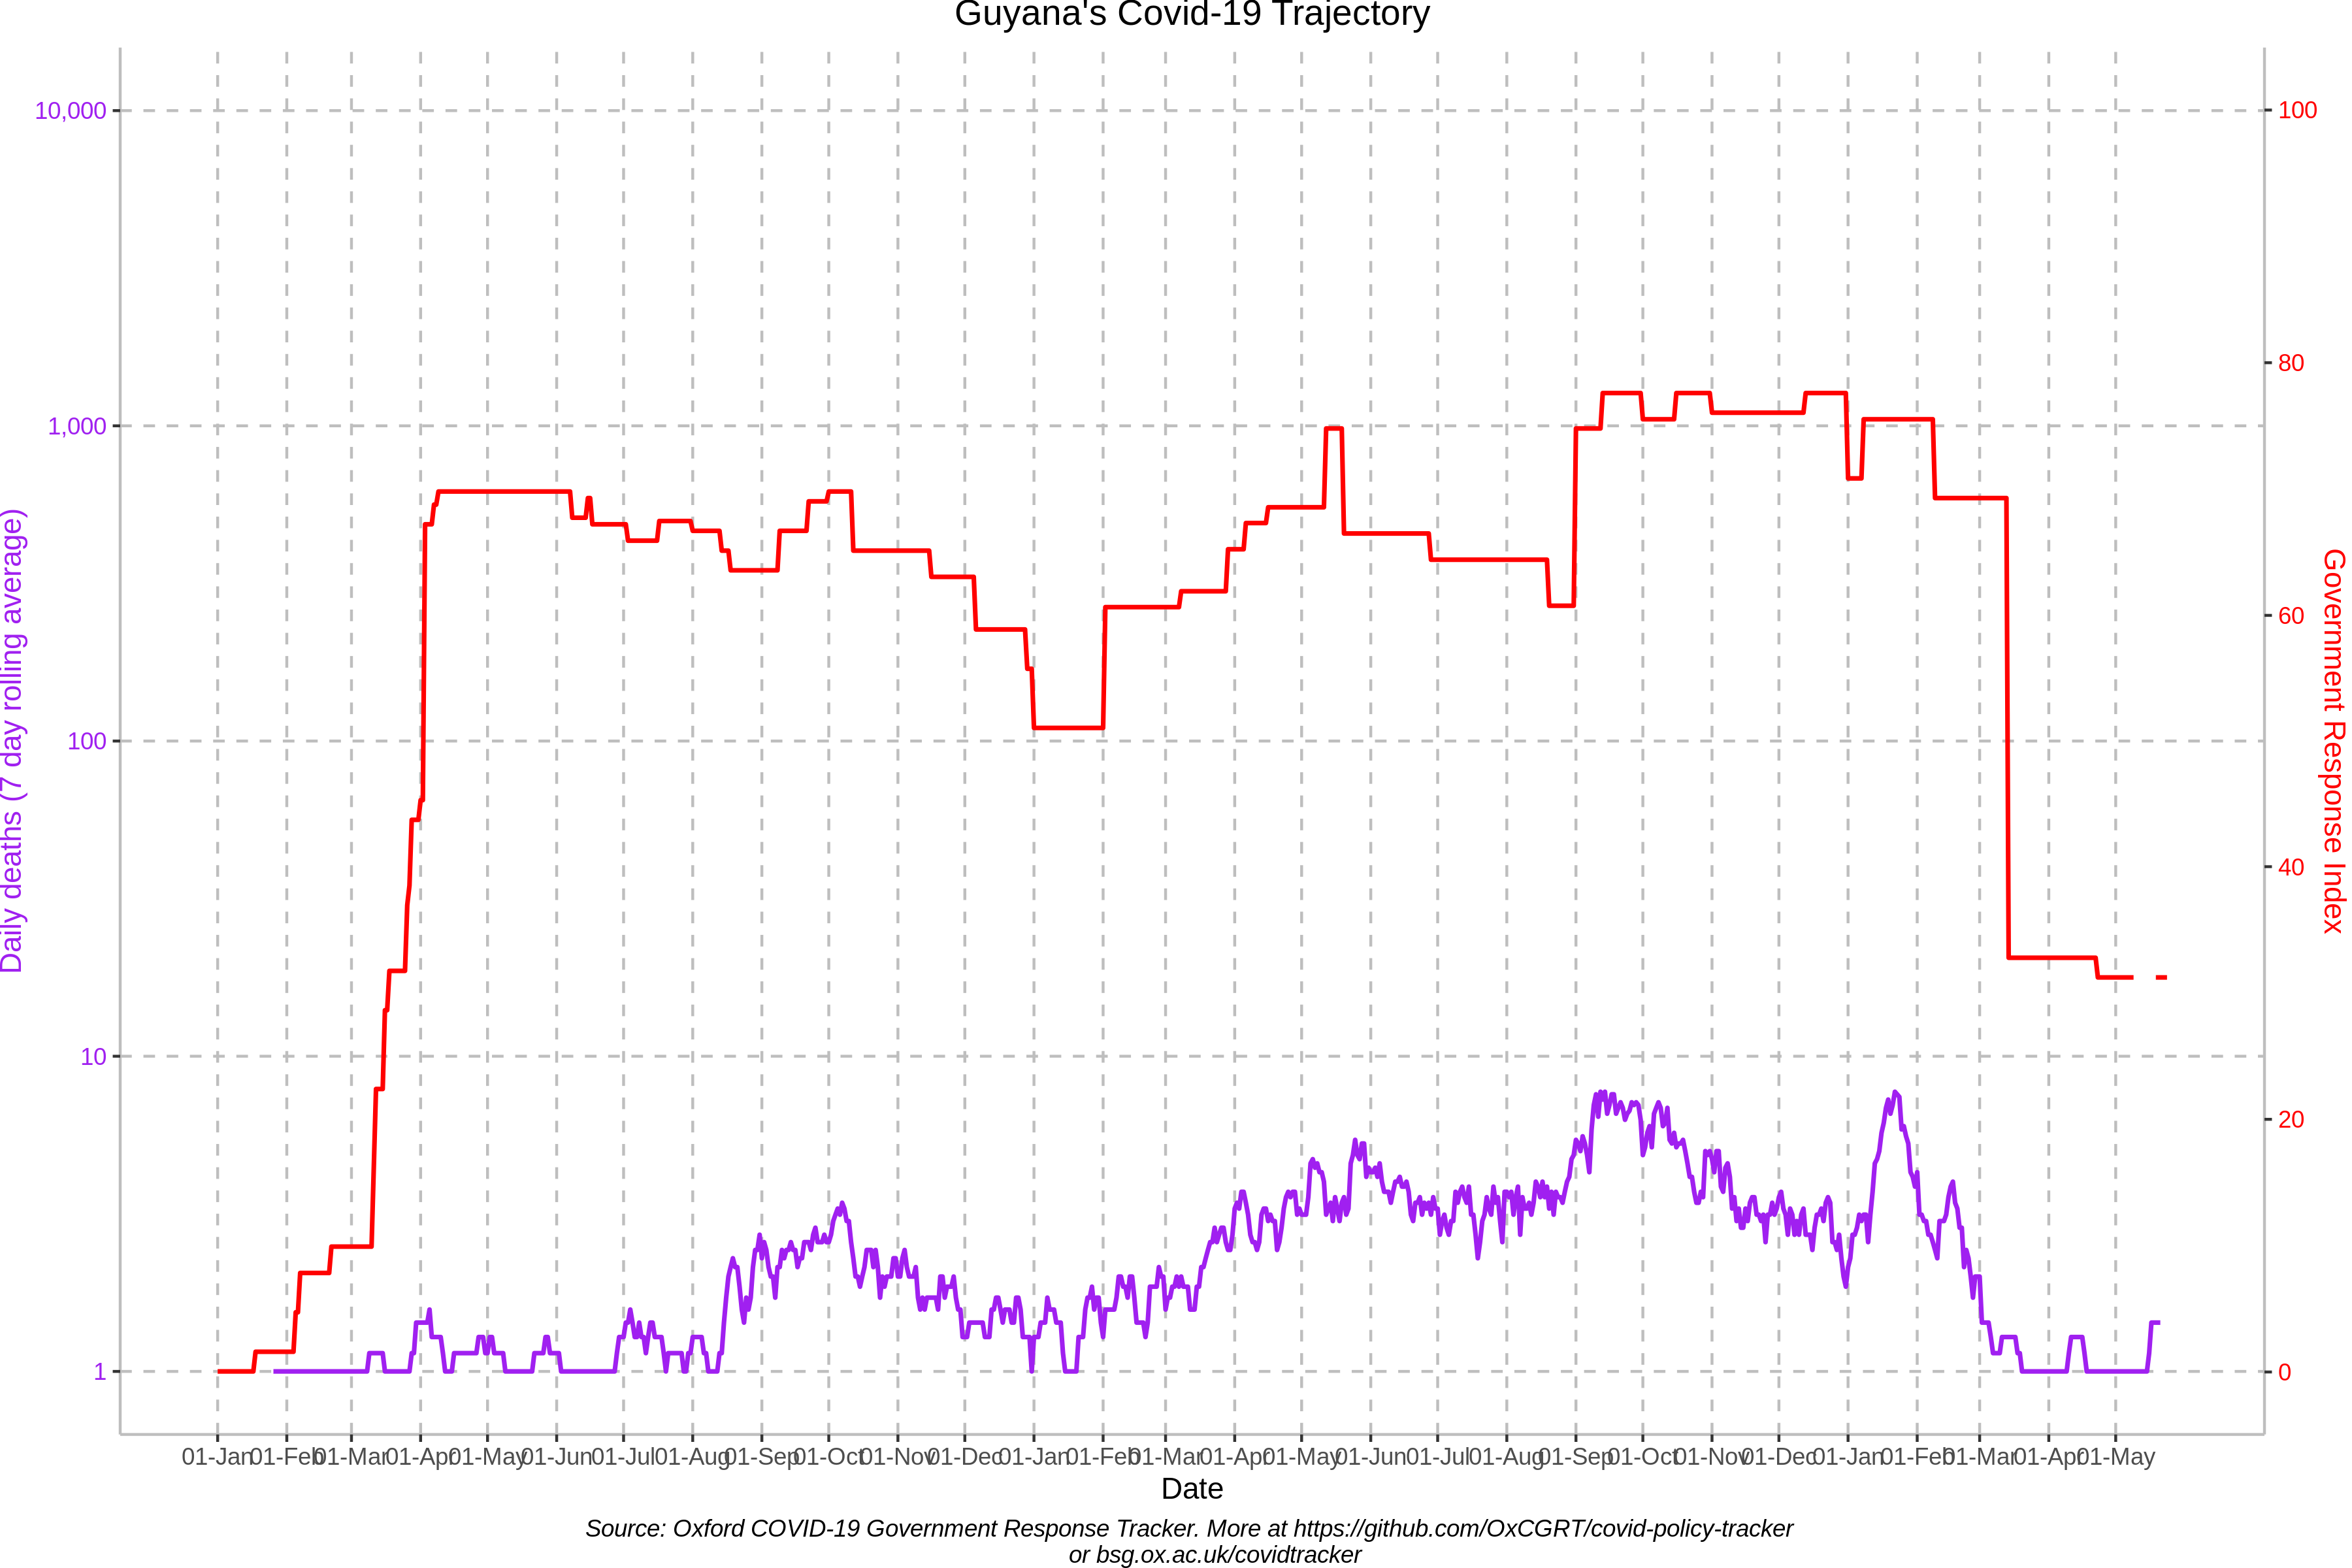 Guyana's Covid-19 Trajectory
10,000
1,000
100
10
1
Daily deaths (7 day rolling average)
100
80
60
40
20
0
Government Response Index
01-Jan 01-Feb 01-Mar 01-Apr 01-May 01-Jun 01-Jul 01-Aug 01-Sep 01-Oct 01-Nov 01-Dec 01-Jan 01-Feb 01-Mar 01-Apr 01-May 01-Jun 01-Jul 01-Aug 01-Sep 01-Oct 01-Nov 01-Dec 01-Jan 01-Feb 01-Mar 01-Apr 01-May
Date
Source: Oxford COVID-19 Government Response Tracker. More at https://github.com/OxCGRT/covid-policy-tracker
or bsg.ox.ac.uk/covidtracker